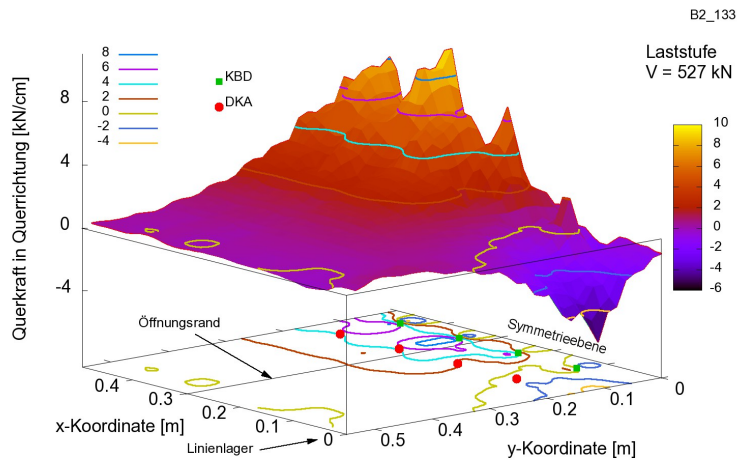 B2_133
Laststufe
V = 527 kN
8
6
4
2
0
-2
-4
KBD
DKA
Querkraft in Querrichtung [kN/cm]
8
4
0
-4
10
8
6
4
2
0
-2
-4
-6
Öffnungsrand
Symmetrieebene
Linienlager
0.4
0.3
0.2
0.1
0
x-Koordinate [m]
0.5
0.4
0.3
0.2
0.1
0
y-Koordinate [m]